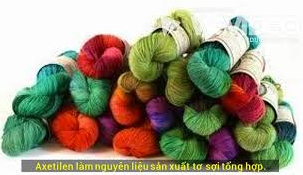 Axetilen làm nguyên liệu sản xuất tơ sợi tổng hợp.